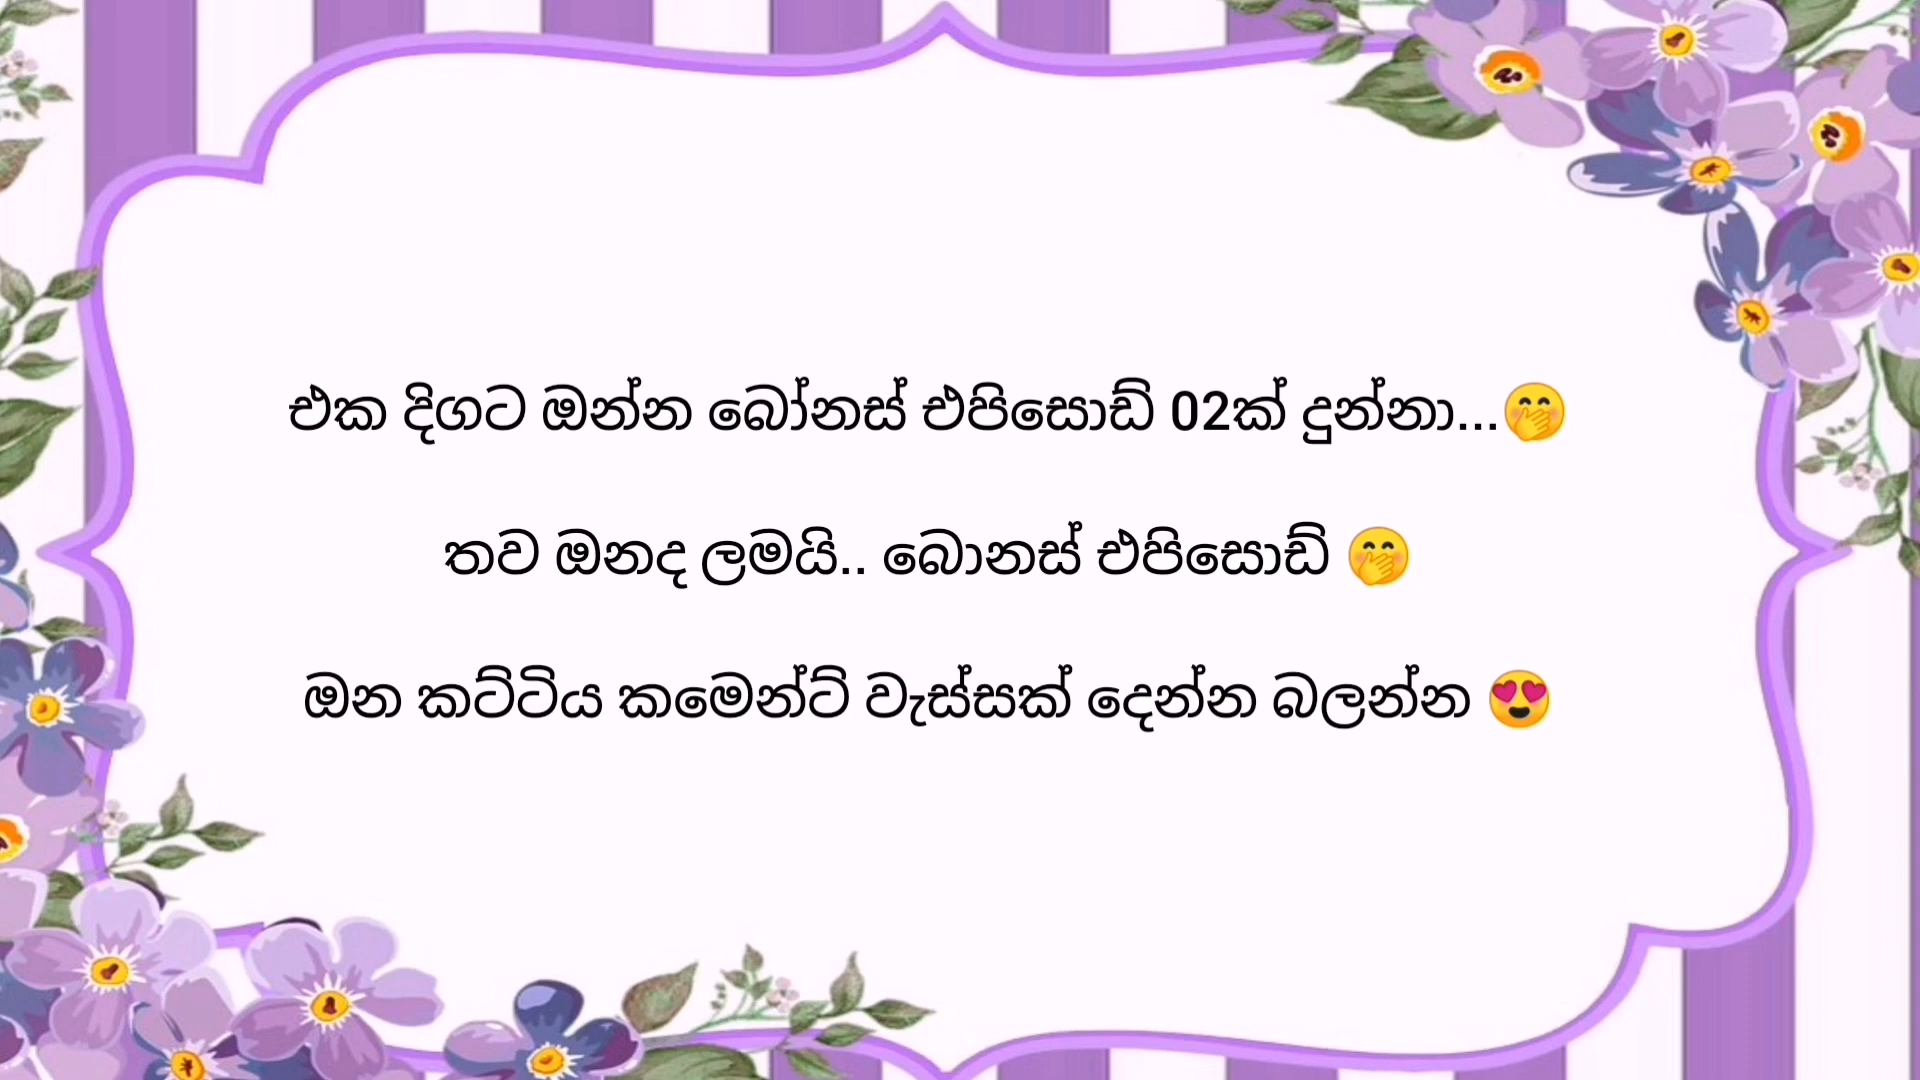 එක දිගට ඔන්න බෝනස් එපිසොඩ් 02ක් දුන්නා...🤭
තව ඔනද ලමයි.. බොනස් එපිසොඩ් 🤭
ඔන කට්ටිය කමෙන්ට් වැස්සක් දෙන්න බලන්න 😍